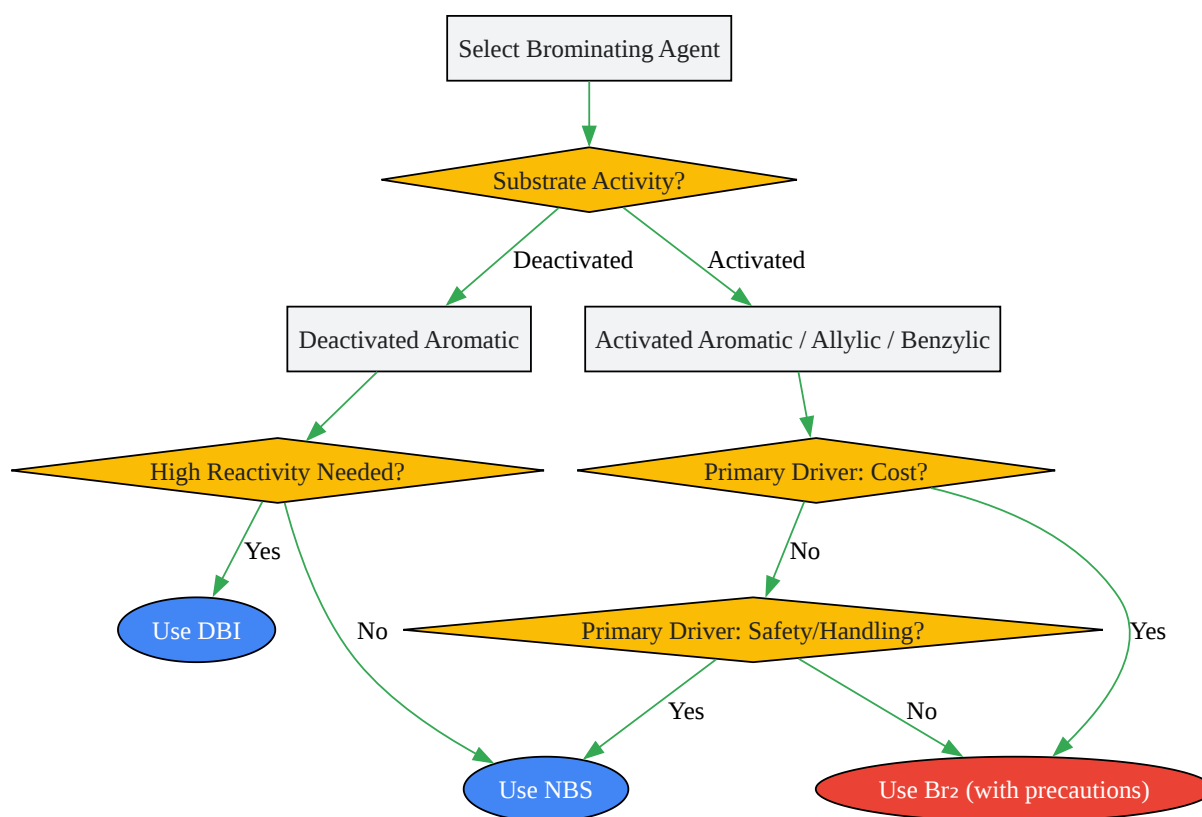 Select Brominating Agent
Substrate Activity?
Deactivated
Activated
Deactivated Aromatic
Activated Aromatic / Allylic / Benzylic
High Reactivity Needed?
Primary Driver: Cost?
Yes
No
Use DBI
No
Primary Driver: Safety/Handling?
Yes
Yes
No
Use NBS
Use Br₂ (with precautions)